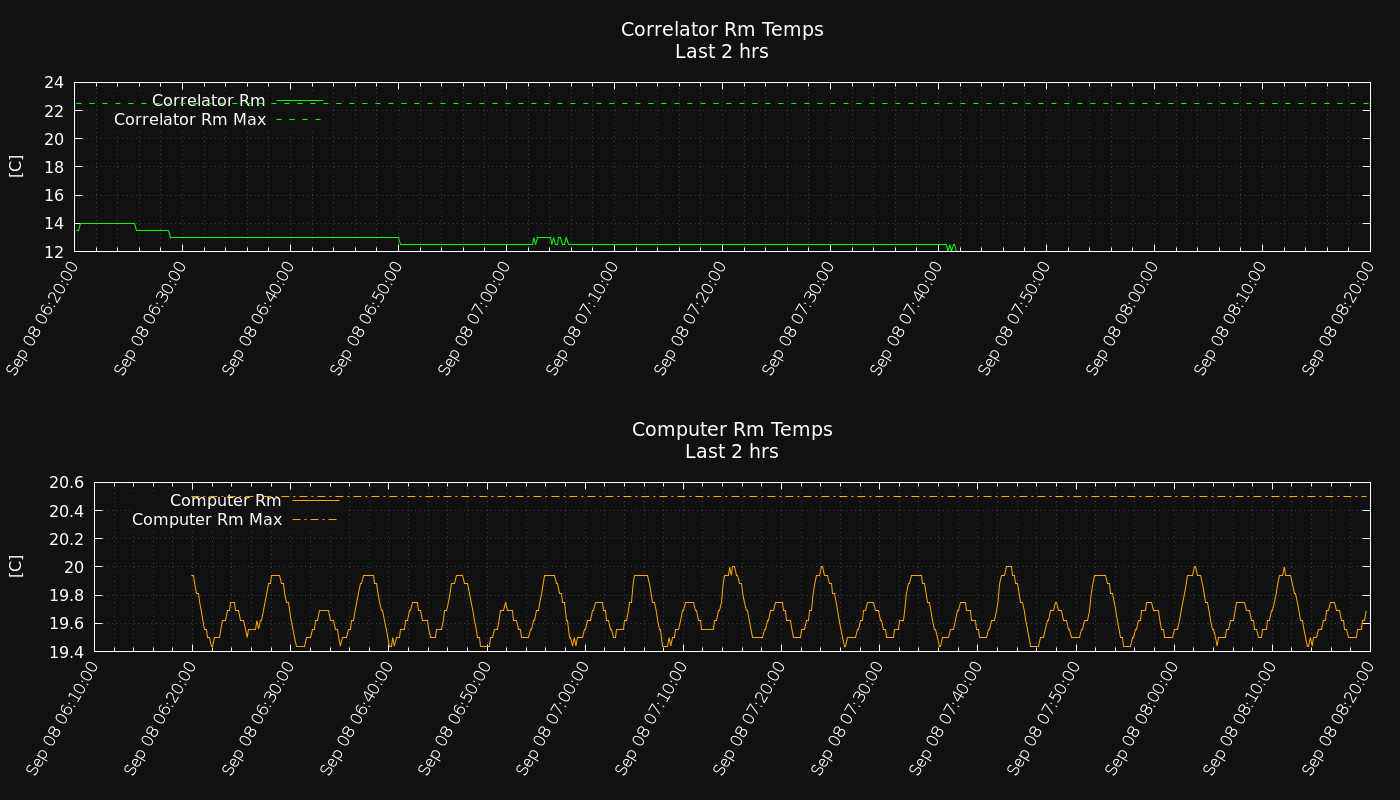 Correlator Rm Temps
Last 2 hrs
24
22
20
18
16
14
12
[C]
Correlator Rm
Correlator Rm Max
Sep 08 06:20:00
Sep 08 06:30:00
Sep 08 06:40:00
Sep 08 06:50:00
Sep 08 07:00:00
Sep 08 07:10:00
Sep 08 07:20:00
Sep 08 07:30:00
Sep 08 07:40:00
Sep 08 07:50:00
Sep 08 08:00:00
Sep 08 08:10:00
Sep 08 08:20:00
Computer Rm Temps
Last 2 hrs
20.6
20.4
20.2
20
19.8
19.6
19.4
[C]
Computer Rm
Computer Rm Max
Sep 08 06:10:00
Sep 08 06:20:00
Sep 08 06:30:00
Sep 08 06:40:00
Sep 08 06:50:00
Sep 08 07:00:00
Sep 08 07:10:00
Sep 08 07:20:00
Sep 08 07:30:00
Sep 08 07:40:00
Sep 08 07:50:00
Sep 08 08:00:00
Sep 08 08:10:00
Sep 08 08:20:00